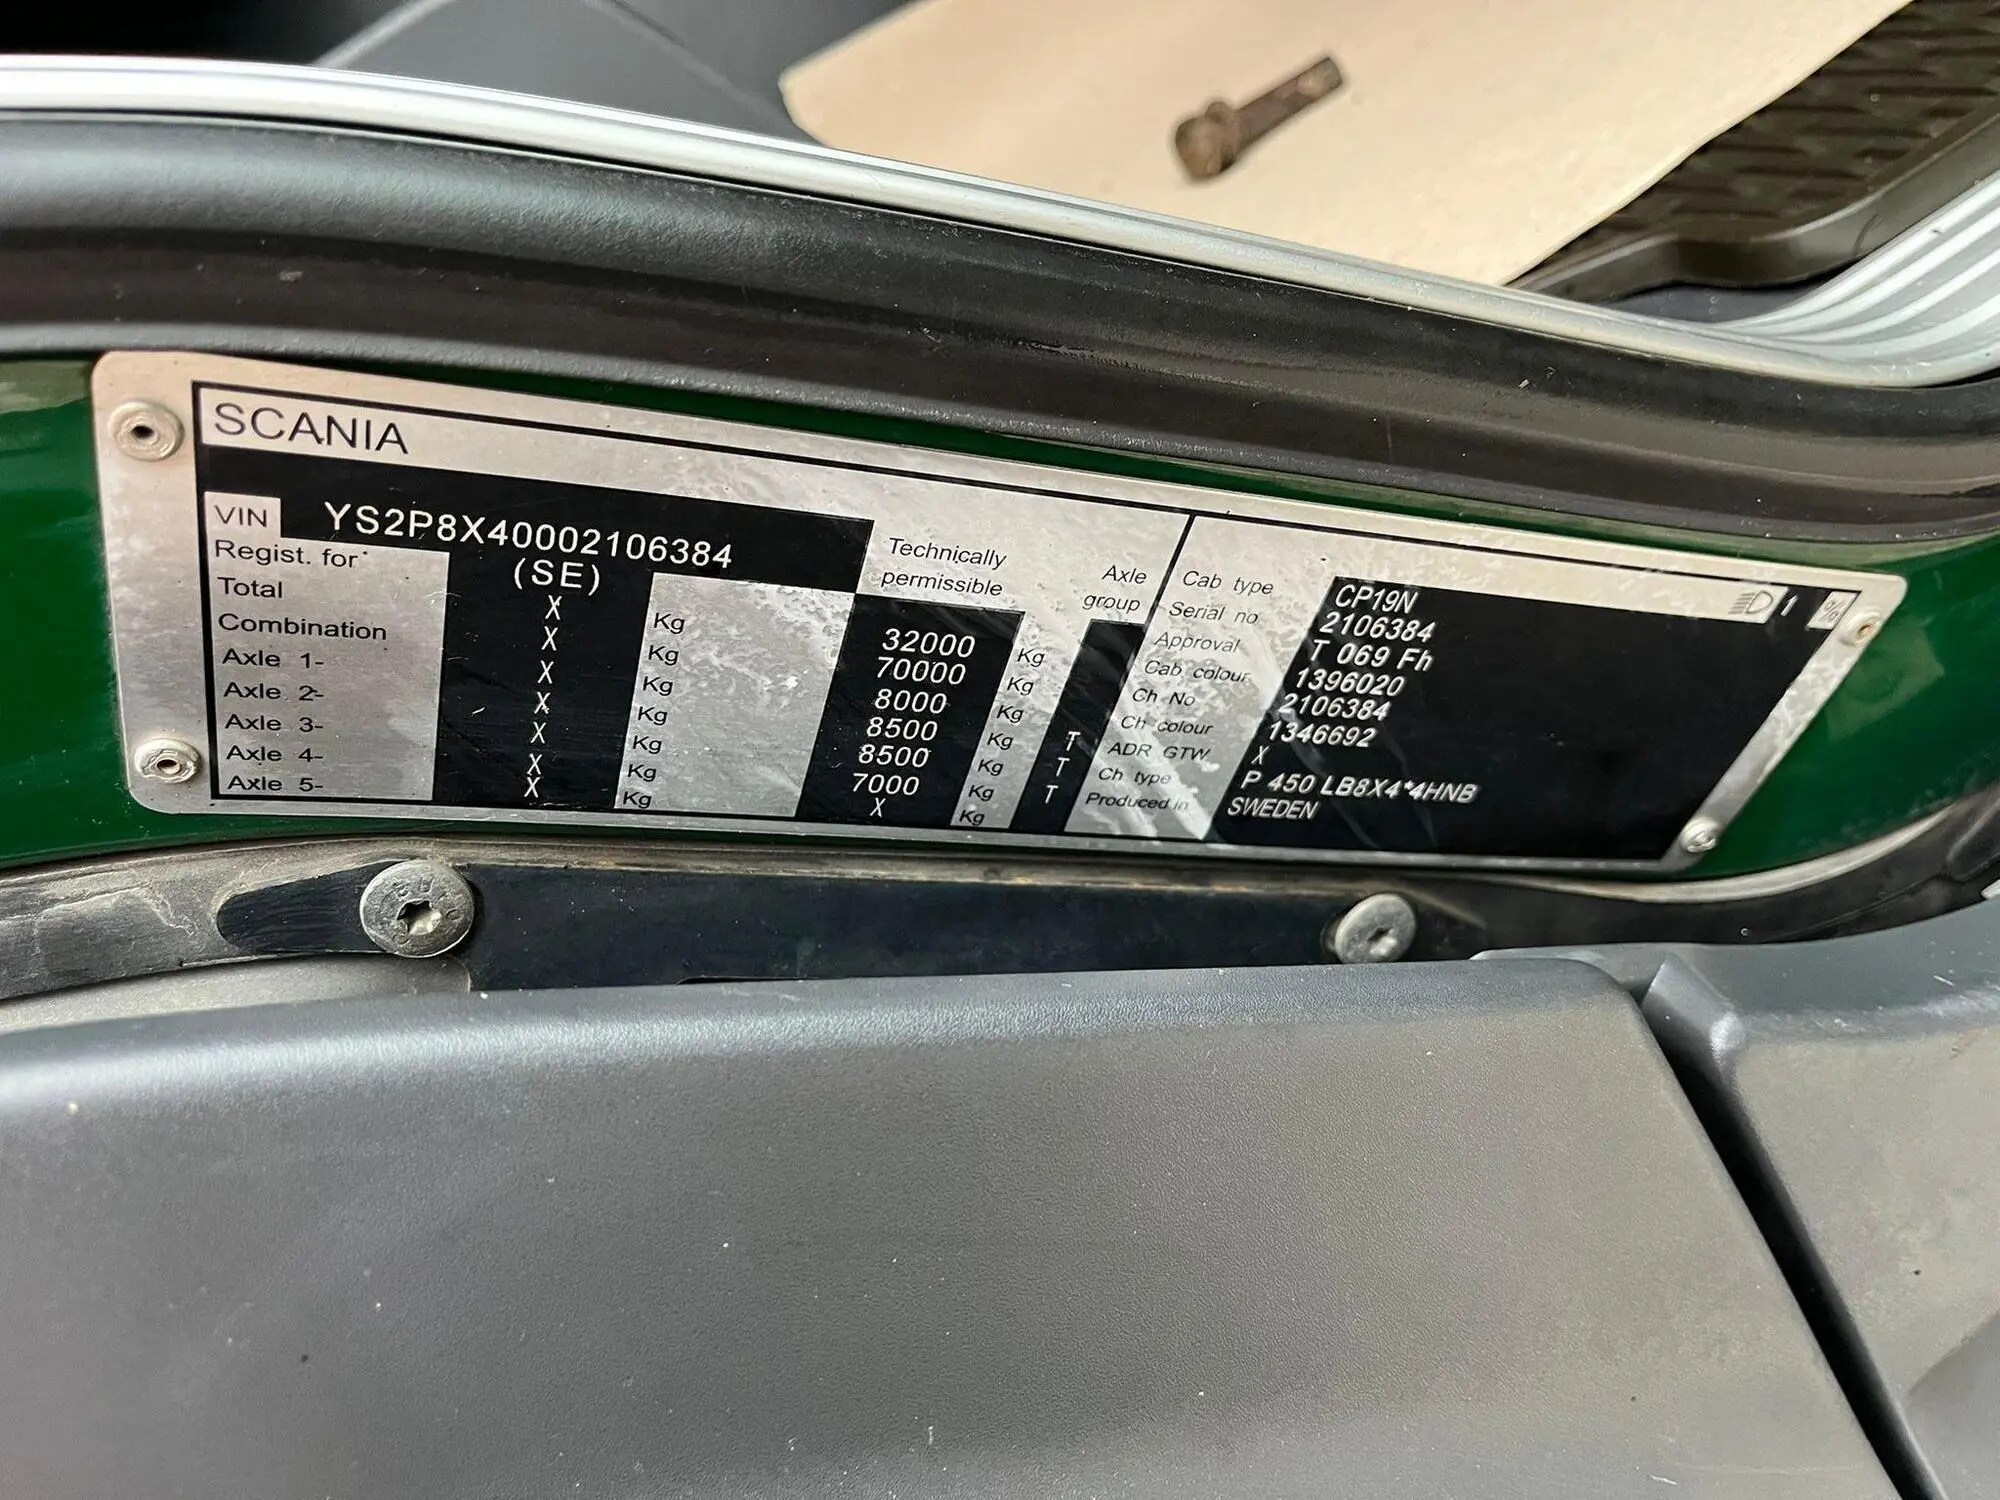 SCANIA
VIN YS2P8X40002106384
Regist. for (SE) Technically permissible Axle group
Total X Kg 32000 Kg
Combination X Kg 70000 Kg
Axle 1- X Kg 8000 Kg
Axle 2- X Kg 8500 Kg T
Axle 3- X Kg 8500 Kg T
Axle 4- X Kg 7000 Kg T
Axle 5- X Kg X Kg
Cab type CP19N 1 %
Serial no 2106384
Approval T 069 Fh
Cab colour 1396020
Ch No 2106384
Ch colour 1346692
ADR GTW X
Ch type P 450 LB8X4*4HNB
Produced in SWEDEN